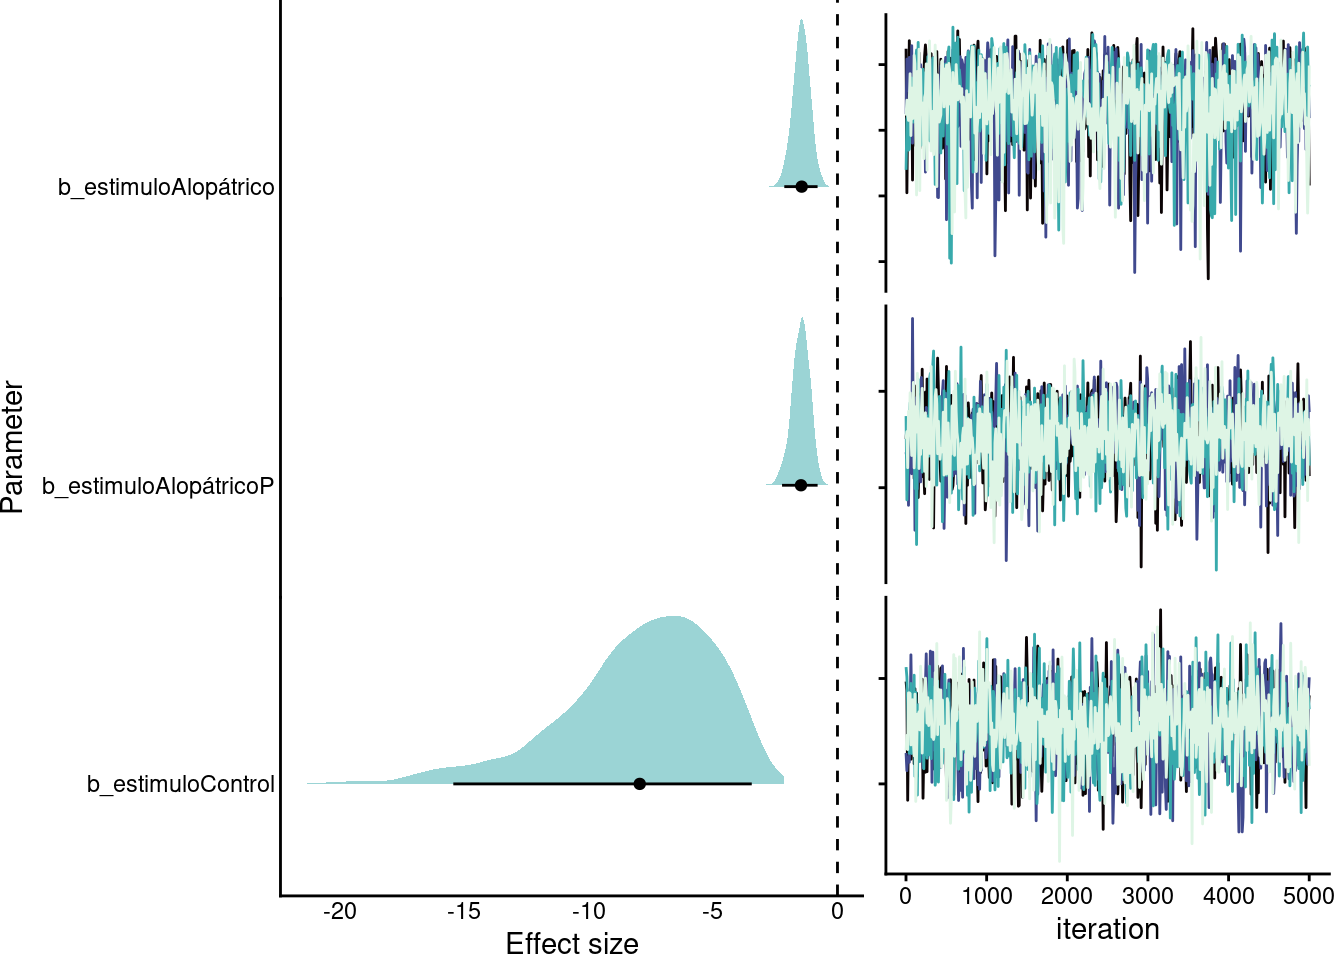 Parameter
b_estimuloAlopátrico
b_estimuloAlopátricoP
b_estimuloControl
-20 -15 -10 -5 0
Effect size
0 1000 2000 3000 4000 5000
iteration